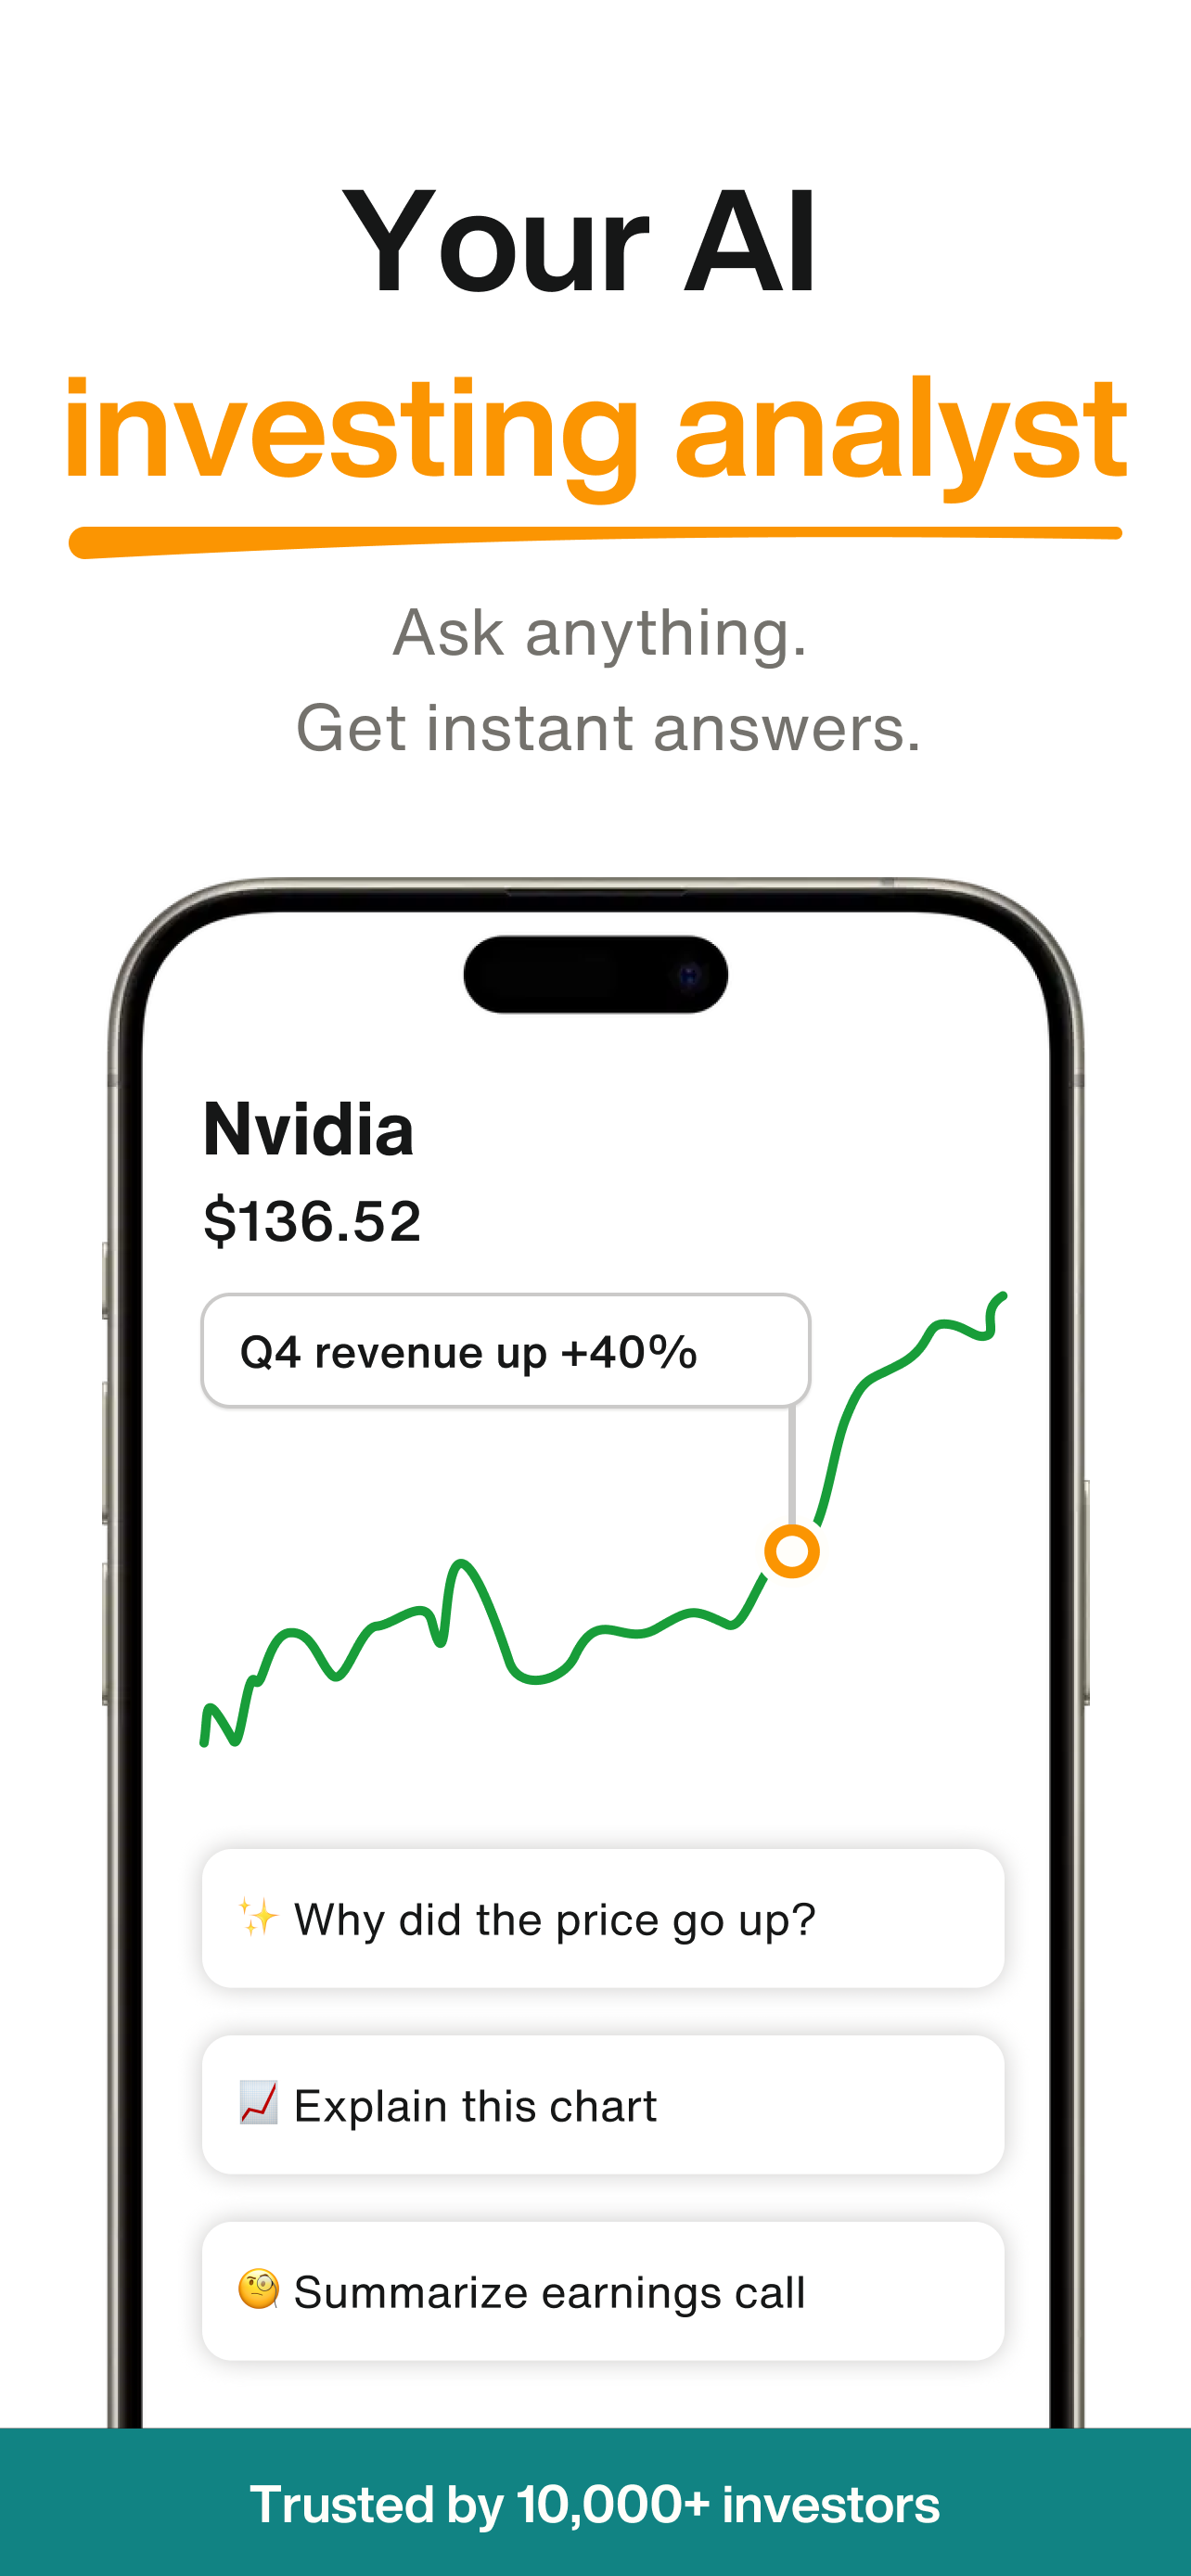 Your AI
investing analyst
Ask anything.
Get instant answers.
Nvidia
$136.52
Q4 revenue up +40%
✨ Why did the price go up?
📈 Explain this chart
🧐 Summarize earnings call
Trusted by 10,000+ investors